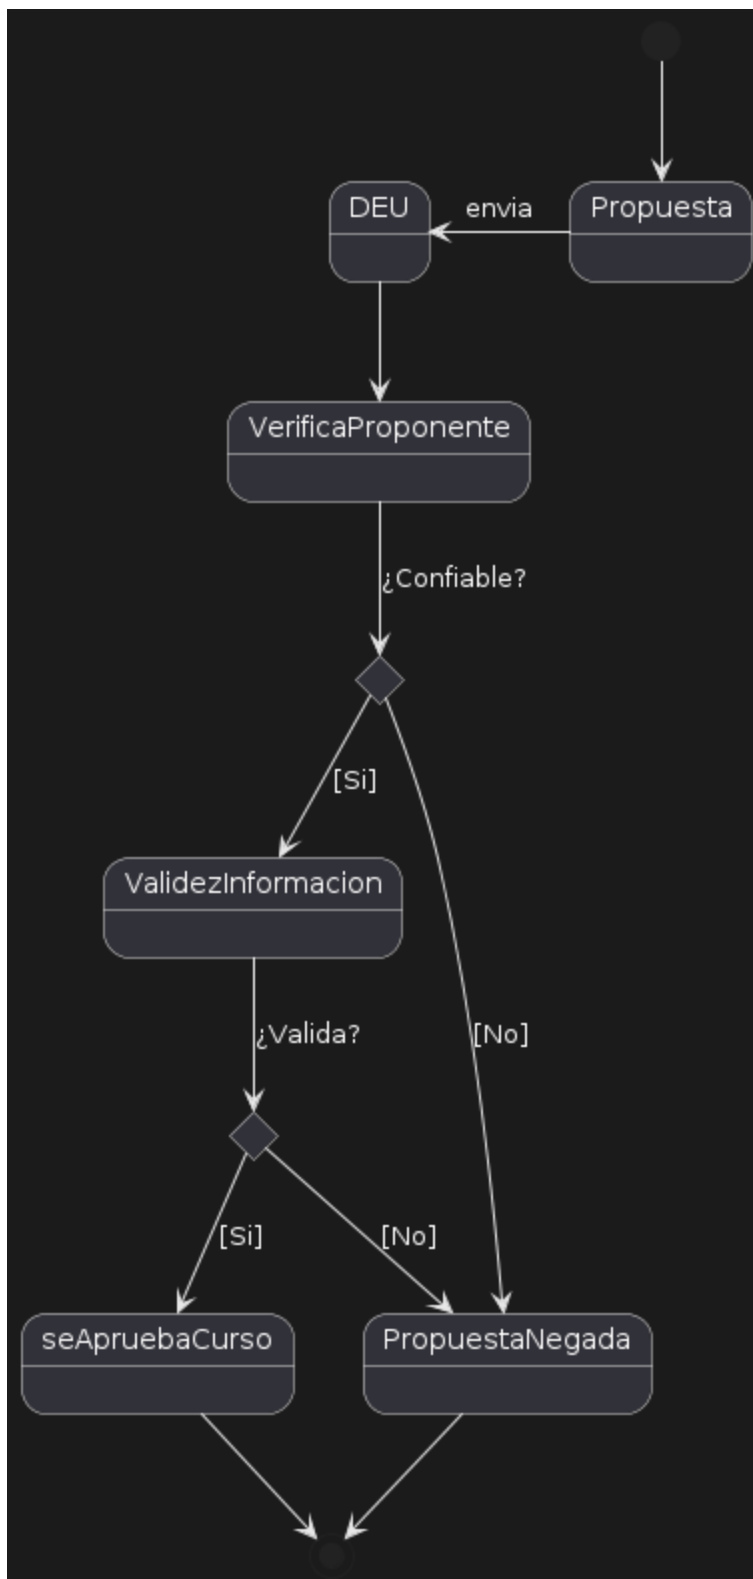 DEU
envia
Propuesta
VerificaProponente
¿Confiable?
[Si]
ValidezInformacion
¿Valida?
[No]
[Si]
[No]
seApruebaCurso
PropuestaNegada